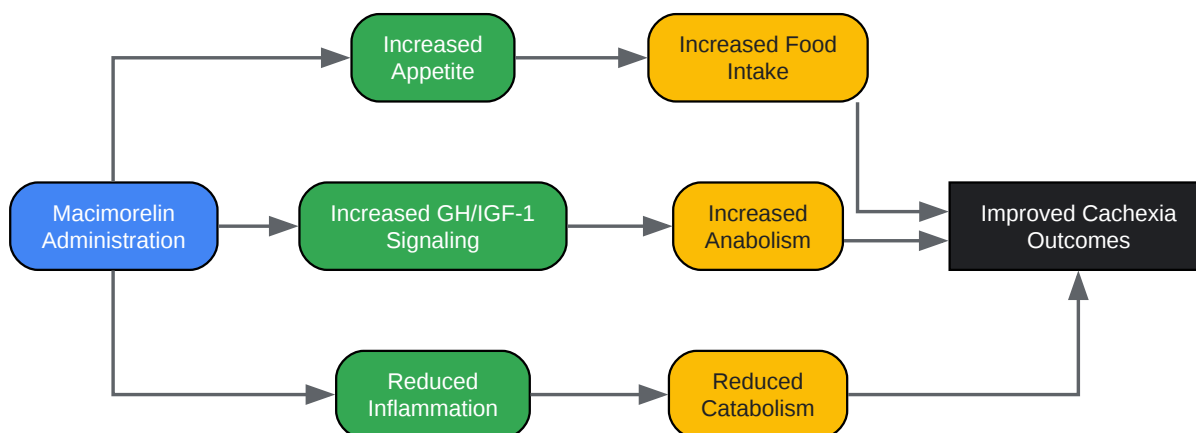 Increased
Appetite
Increased Food
Intake
Macimorelin
Administration
Increased GH/IGF-1
Signaling
Increased
Anabolism
Improved Cachexia
Outcomes
Reduced
Inflammation
Reduced
Catabolism